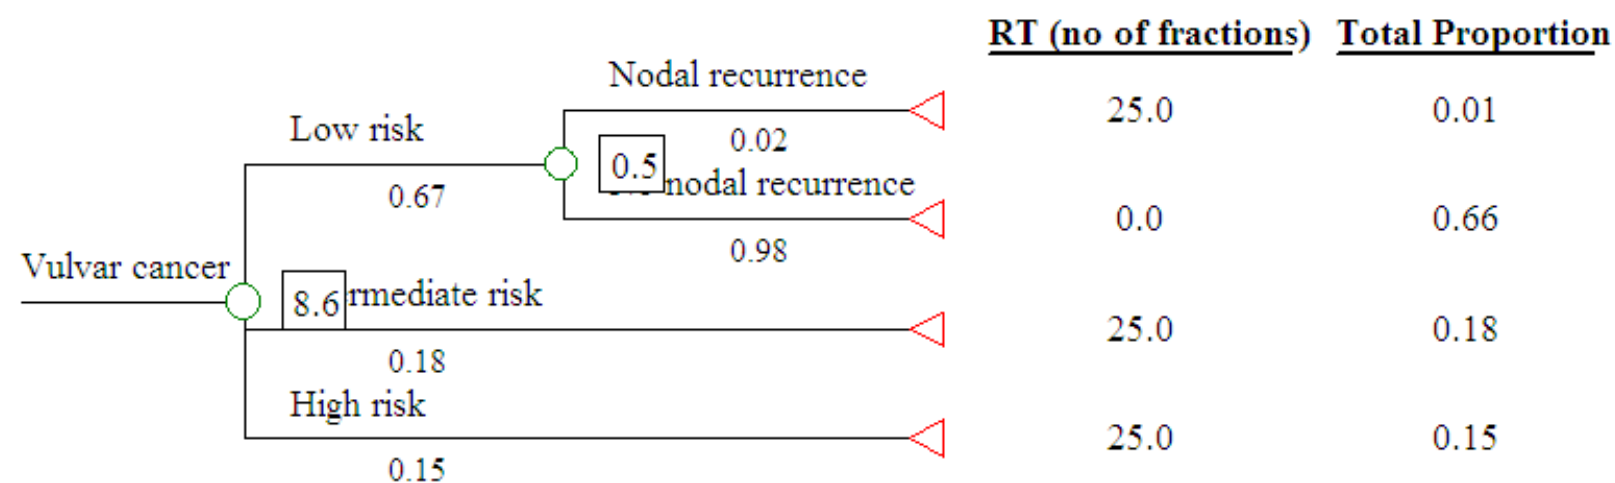 RT (no of fractions) Total Proportion
Nodal recurrence
25.0 0.01
Low risk
0.02
0.5
nodal recurrence
0.67
0.0 0.66
0.98
Vulvar cancer
8.6 rmediate risk
25.0 0.18
0.18
High risk
25.0 0.15
0.15